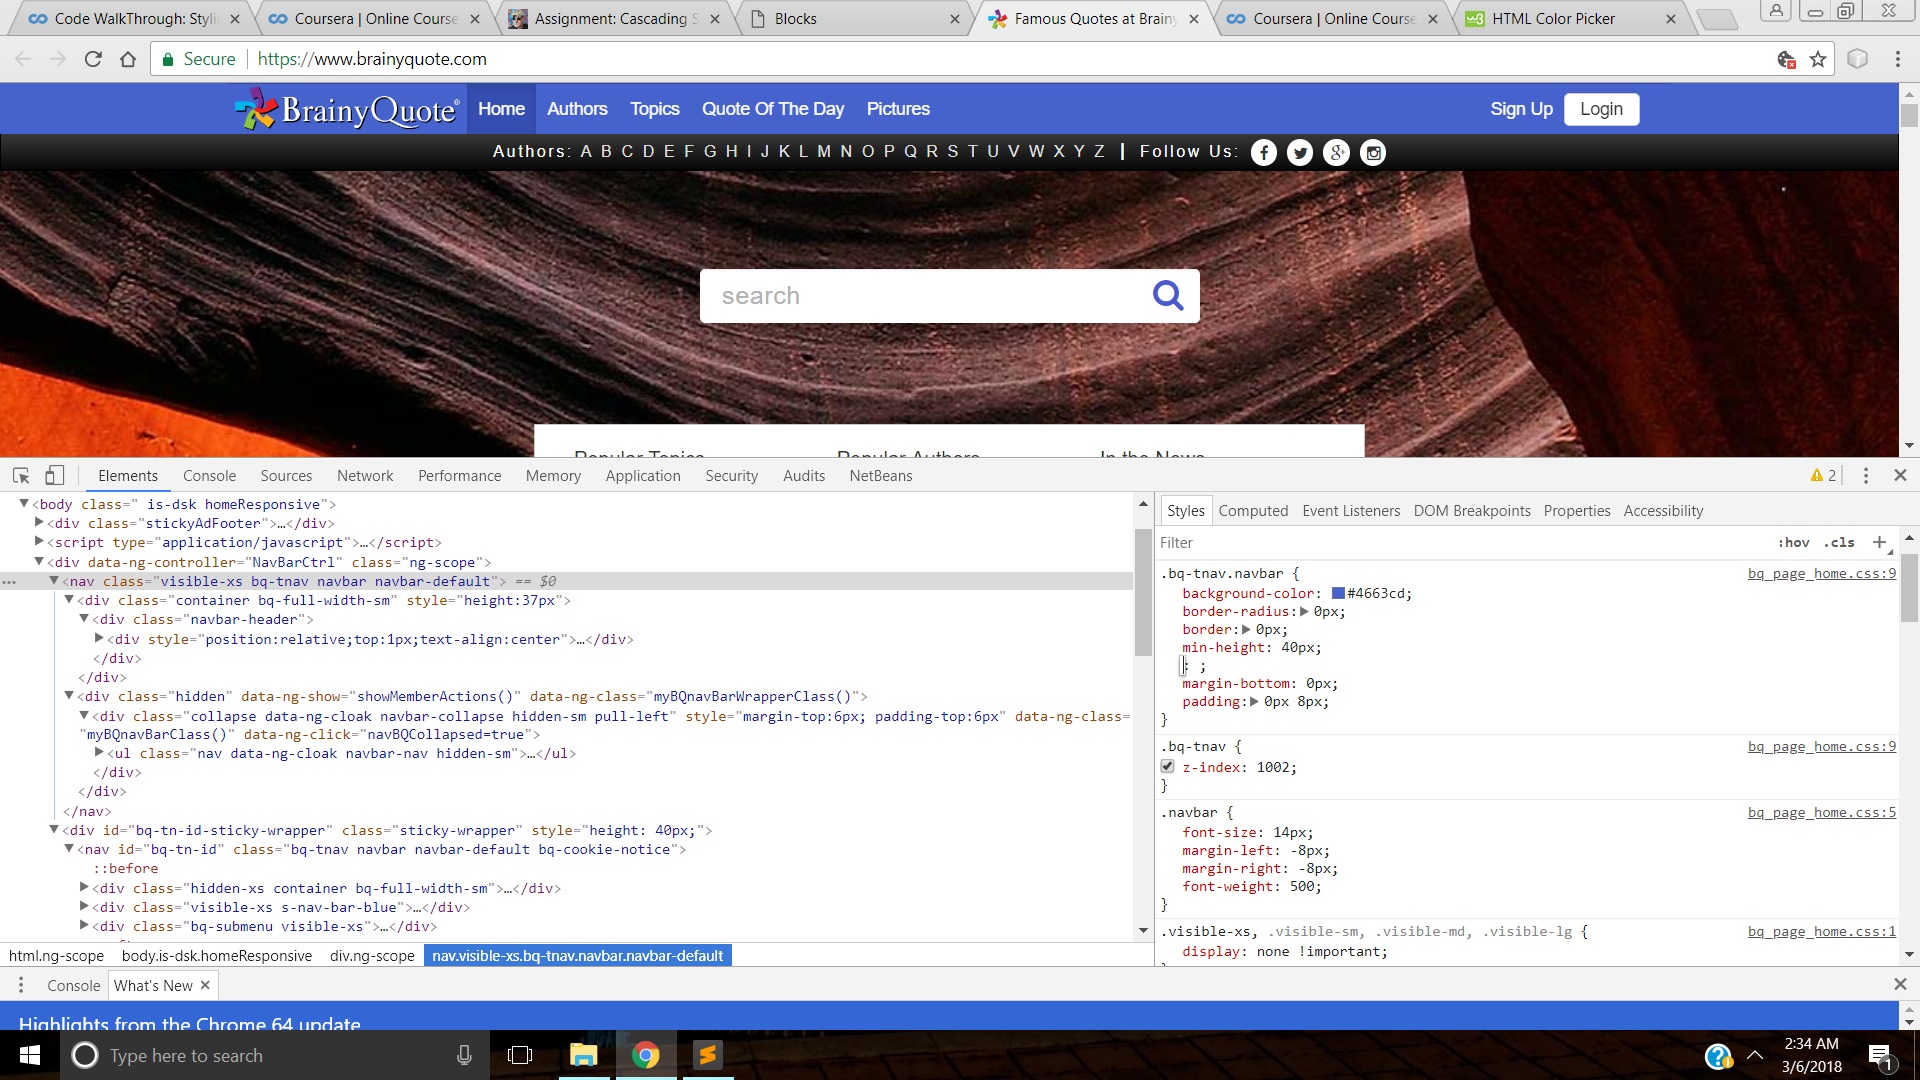 Code WalkThrough: Styli
Coursera | Online Course
Assignment: Cascading S
Blocks
Famous Quotes at Brainy
Coursera | Online Course
HTML Color Picker
Secure
https://www.brainyquote.com
BrainyQuote®
Home
Authors
Topics
Quote Of The Day
Pictures
Sign Up
Login
Authors: A B C D E F G H I J K L M N O P Q R S T U V W X Y Z | Follow Us:
search
Popular Topics
Popular Authors
In the News
Elements Console Sources Network Performance Memory Application Security Audits NetBeans
2
<body class=" is-dsk homeResponsive">
<div class="stickyAdFooter">…</div>
<script type="application/javascript">…</script>
<div data-ng-controller="NavBarCtrl" class="ng-scope">
<nav class="visible-xs bq-tnav navbar navbar-default"> == $0
<div class="container bq-full-width-sm" style="height:37px">
<div class="navbar-header">
<div style="position:relative;top:1px;text-align:center">…</div>
</div>
</div>
<div class="hidden" data-ng-show="showMemberActions()" data-ng-class="myBQnavBarWrapperClass()">
<div class="collapse data-ng-cloak navbar-collapse hidden-sm pull-left" style="margin-top:6px; padding-top:6px" data-ng-class=
"myBQnavBarClass()" data-ng-click="navBQCollapsed=true">
<ul class="nav data-ng-cloak navbar-nav hidden-sm">…</ul>
</div>
</div>
</nav>
<div id="bq-tn-id-sticky-wrapper" class="sticky-wrapper" style="height: 40px;">
<nav id="bq-tn-id" class="bq-tnav navbar navbar-default bq-cookie-notice">
::before
<div class="hidden-xs container bq-full-width-sm">…</div>
<div class="visible-xs s-nav-bar-blue">…</div>
<div class="bq-submenu visible-xs">…</div>
html.ng-scope
body.is-dsk.homeResponsive
div.ng-scope
nav.visible-xs.bq-tnav.navbar.navbar-default
Styles Computed Event Listeners DOM Breakpoints Properties Accessibility
Filter
:hov .cls +
.bq-tnav.navbar {
bq_page_home.css:9
background-color: #4663cd;
border-radius: 0px;
border: 0px;
min-height: 40px;
: ;
margin-bottom: 0px;
padding: 0px 8px;
}
.bq-tnav {
bq_page_home.css:9
z-index: 1002;
}
.navbar {
bq_page_home.css:5
font-size: 14px;
margin-left: -8px;
margin-right: -8px;
font-weight: 500;
}
.visible-xs, .visible-sm, .visible-md, .visible-lg {
bq_page_home.css:1
display: none !important;
Console
What's New
Highlights from the Chrome 64 update
Type here to search
2:34 AM
3/6/2018
1